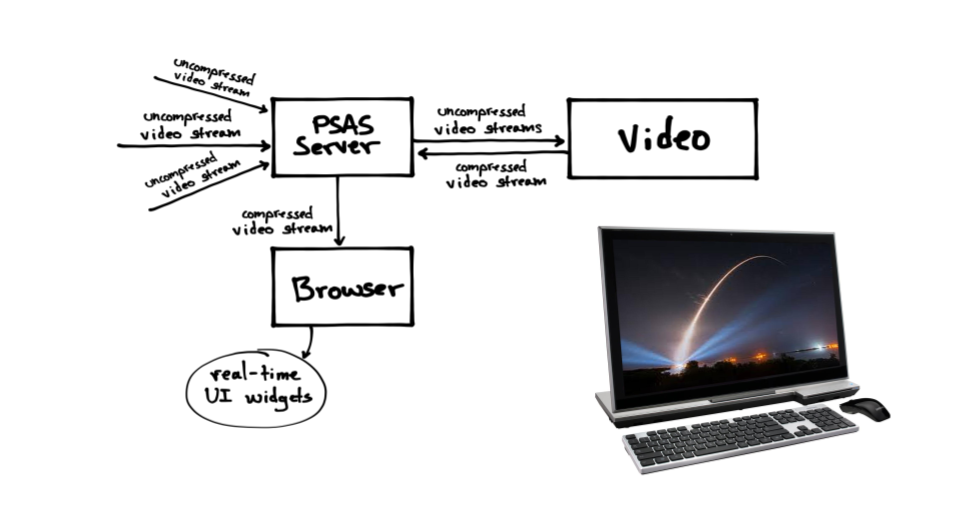 uncompressed
video stream
uncompressed
video stream
uncompressed
video stream
PSAS
Server
uncompressed
video streams
compressed
video stream
Video
compressed
video stream
Browser
real-time
UI widgets